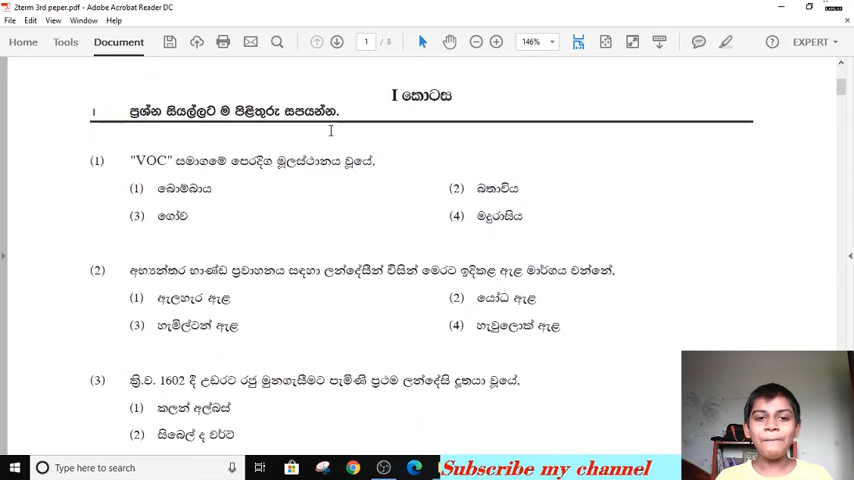 2term 3rd peper.pdf - Adobe Acrobat Reader DC
File Edit View Window Help
Home Tools Document 1 / 8 146% EXPERT
I කොටස
I ප්‍රශ්න සියල්ලට ම පිළිතුරු සපයන්න.
(1) "VOC" සමාගමේ පෙරදිග මූලස්ථානය වූයේ,
(1) බොම්බාය (2) බතාවිය
(3) ගෝව (4) මදුරාසිය
(2) අභ්‍යන්තර භාණ්ඩ ප්‍රවාහනය සඳහා ලන්දේසීන් විසින් මෙරට ඉදිකළ ඇළ මාර්ගය වන්නේ,
(1) ඇලහැර ඇළ (2) යෝධ ඇළ
(3) හැමිල්ටන් ඇළ (4) හැව්ලොක් ඇළ
(3) ක්‍රි.ව. 1602 දී උඩරට රජු මුනගැසීමට පැමිණි ප්‍රථම ලන්දේසි දූතයා වූයේ,
(1) කලන් අල්බස්
(2) සිබෙල් ද වර්ට්
Type here to search
Subscribe my channel